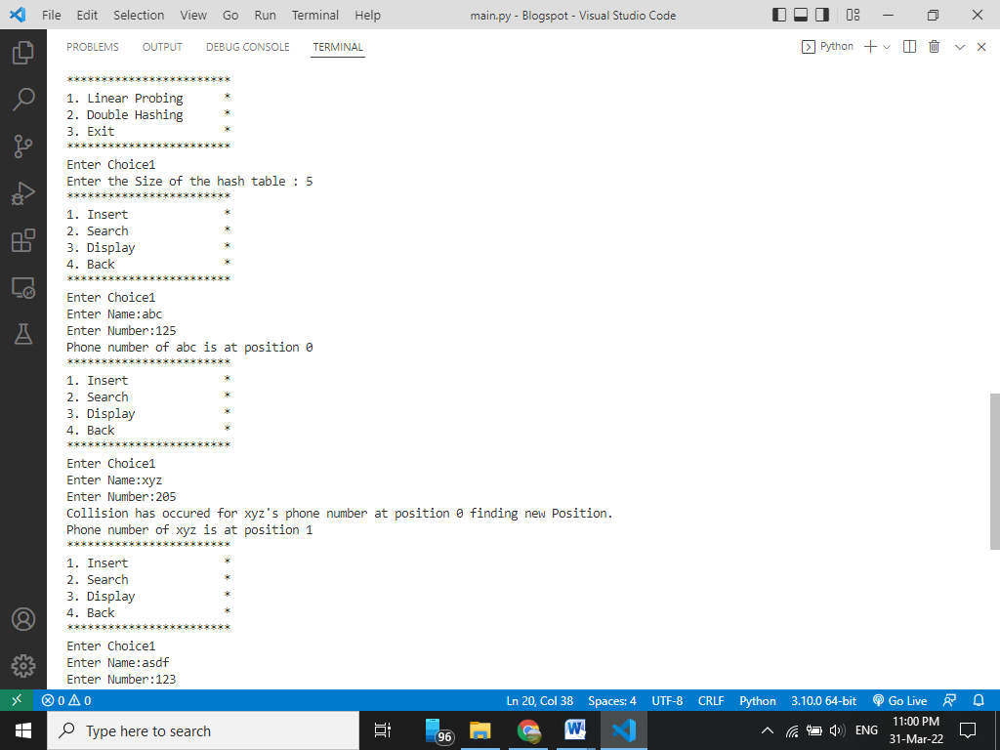 File Edit Selection View Go Run Terminal Help main.py - Blogspot - Visual Studio Code
PROBLEMS OUTPUT DEBUG CONSOLE TERMINAL Python
************************
1. Linear Probing *
2. Double Hashing *
3. Exit *
************************
Enter Choice1
Enter the Size of the hash table : 5
************************
1. Insert *
2. Search *
3. Display *
4. Back *
************************
Enter Choice1
Enter Name:abc
Enter Number:125
Phone number of abc is at position 0
************************
1. Insert *
2. Search *
3. Display *
4. Back *
************************
Enter Choice1
Enter Name:xyz
Enter Number:205
Collision has occured for xyz's phone number at position 0 finding new Position.
Phone number of xyz is at position 1
************************
1. Insert *
2. Search *
3. Display *
4. Back *
************************
Enter Choice1
Enter Name:asdf
Enter Number:123
0 0 Ln 20, Col 38 Spaces: 4 UTF-8 CRLF Python 3.10.0 64-bit Go Live
Type here to search 96 ENG 11:00 PM
31-Mar-22